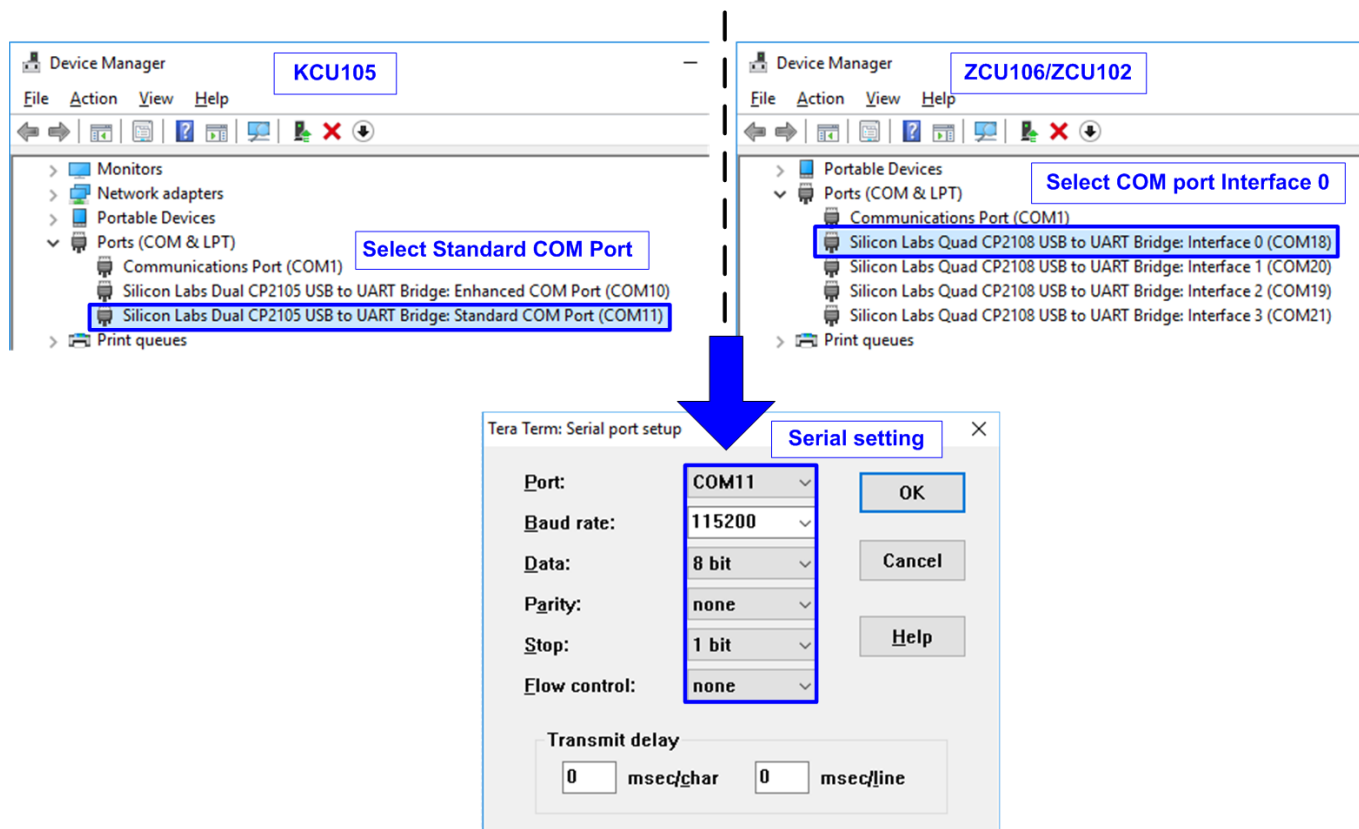 Device Manager
KCU105
File Action View Help
Monitors
Network adapters
Portable Devices
Ports (COM & LPT)
Select Standard COM Port
Communications Port (COM1)
Silicon Labs Dual CP2105 USB to UART Bridge: Enhanced COM Port (COM10)
Silicon Labs Dual CP2105 USB to UART Bridge: Standard COM Port (COM11)
Print queues
Device Manager
ZCU106/ZCU102
File Action View Help
Portable Devices
Select COM port Interface 0
Ports (COM & LPT)
Communications Port (COM1)
Silicon Labs Quad CP2108 USB to UART Bridge: Interface 0 (COM18)
Silicon Labs Quad CP2108 USB to UART Bridge: Interface 1 (COM20)
Silicon Labs Quad CP2108 USB to UART Bridge: Interface 2 (COM19)
Silicon Labs Quad CP2108 USB to UART Bridge: Interface 3 (COM21)
Print queues
Tera Term: Serial port setup
Serial setting
Port: COM11 OK
Baud rate: 115200
Data: 8 bit Cancel
Parity: none
Stop: 1 bit Help
Flow control: none
Transmit delay
0 msec/char 0 msec/line